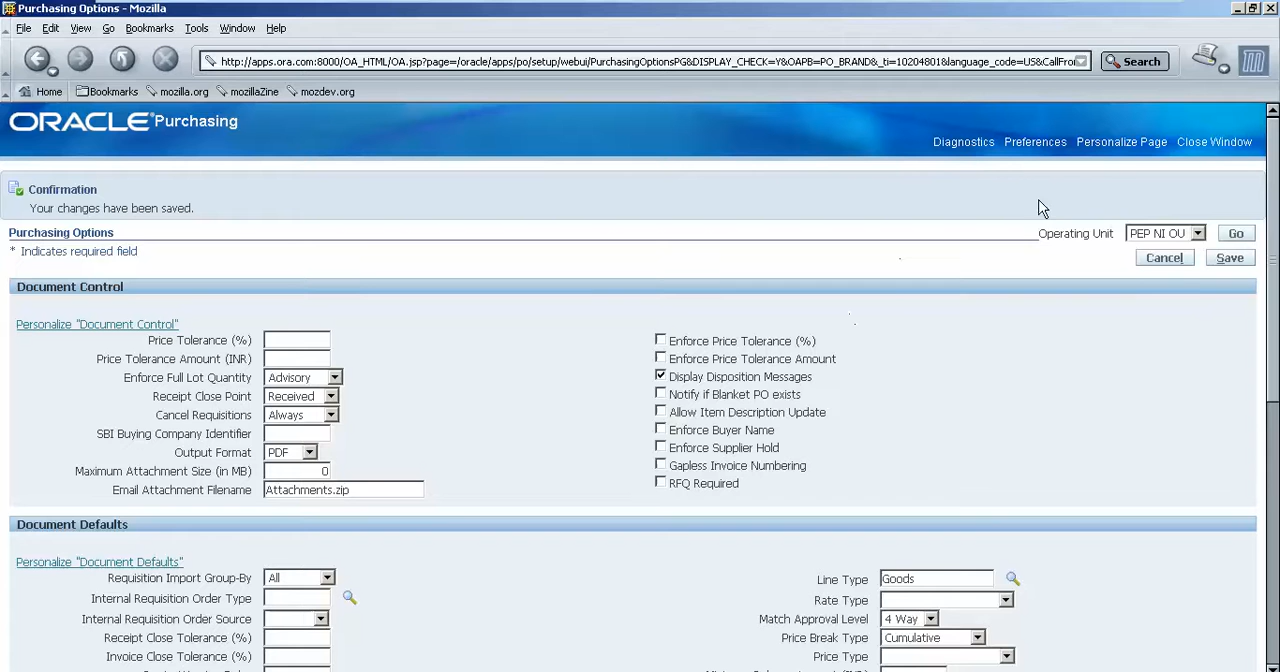 Purchasing Options - Mozilla
File Edit View Go Bookmarks Tools Window Help
http://apps.ora.com:8000/OA_HTML/OA.jsp?page=/oracle/apps/po/setup/webui/PurchasingOptionsPG&DISPLAY_CHECK=Y&OAPB=PO_BRAND&_ti=10204801&language_code=US&CallFro Search
Home Bookmarks mozilla.org mozillaZine mozdev.org
ORACLE Purchasing
Diagnostics Preferences Personalize Page Close Window
Confirmation
Your changes have been saved.
Purchasing Options
Operating Unit PEP NI OU Go
* Indicates required field
Cancel Save
Document Control
Personalize "Document Control"
Price Tolerance (%) Enforce Price Tolerance (%)
Price Tolerance Amount (INR) Enforce Price Tolerance Amount
Enforce Full Lot Quantity Advisory Display Disposition Messages
Receipt Close Point Received Notify if Blanket PO exists
Cancel Requisitions Always Allow Item Description Update
SBI Buying Company Identifier Enforce Buyer Name
Output Format PDF Enforce Supplier Hold
Maximum Attachment Size (in MB) 0 Gapless Invoice Numbering
Email Attachment Filename Attachments.zip RFQ Required
Document Defaults
Personalize "Document Defaults"
Requisition Import Group-By All Line Type Goods
Internal Requisition Order Type Rate Type
Internal Requisition Order Source Match Approval Level 4 Way
Receipt Close Tolerance (%) Price Break Type Cumulative
Invoice Close Tolerance (%) Price Type